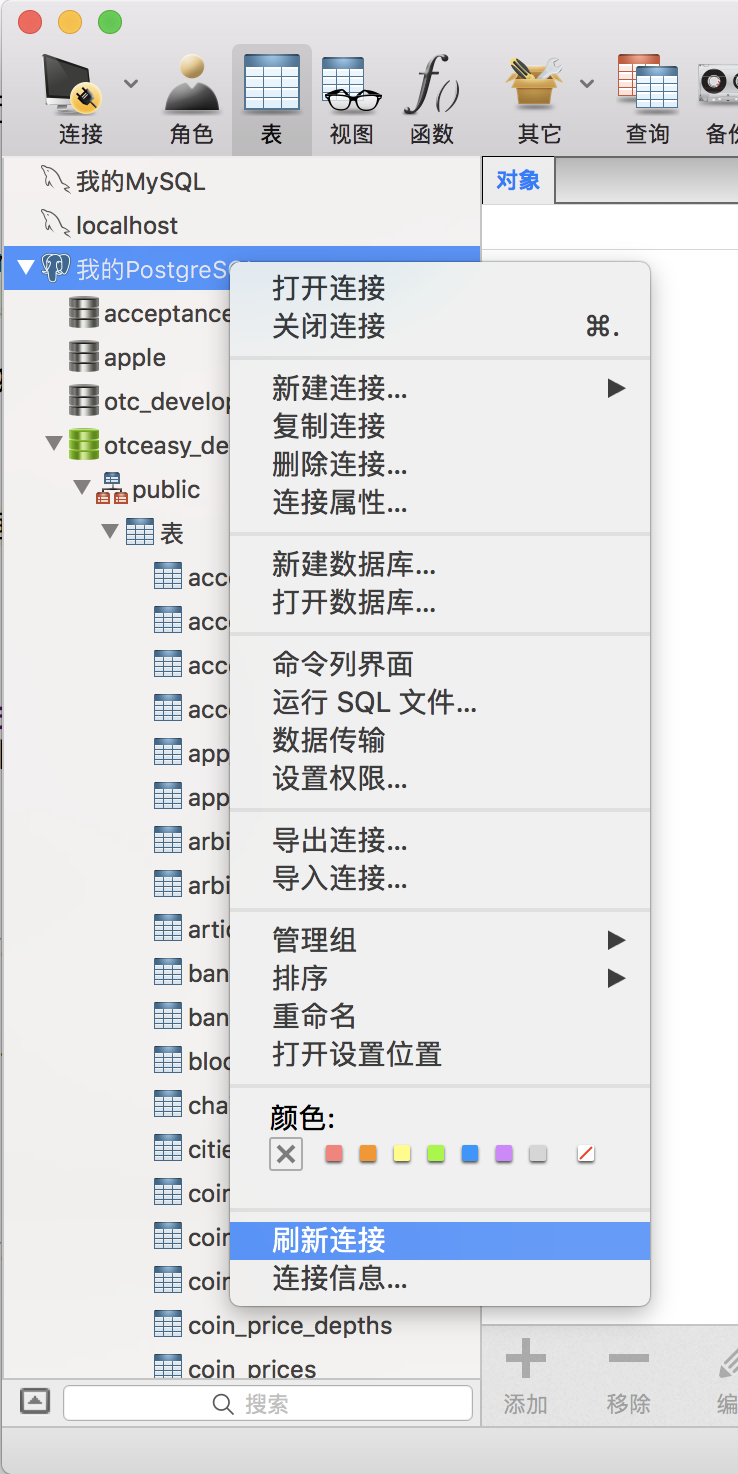 连接
角色
表
视图
函数
其它
查询
我的MySQL
localhost
我的PostgreSQL
acceptance
apple
otc_develop
otceasy_de
public
表
acc
acc
acc
acc
app
app
arbi
arbi
artic
ban
ban
bloc
cha
citie
coin
coin
coin
coin_price_depths
coin_prices
搜索
对象
打开连接
关闭连接 ⌘.
新建连接...
复制连接
删除连接...
连接属性...
新建数据库...
打开数据库...
命令列界面
运行 SQL 文件...
数据传输
设置权限...
导出连接...
导入连接...
管理组
排序
重命名
打开设置位置
颜色:
刷新连接
连接信息...
添加
移除
编